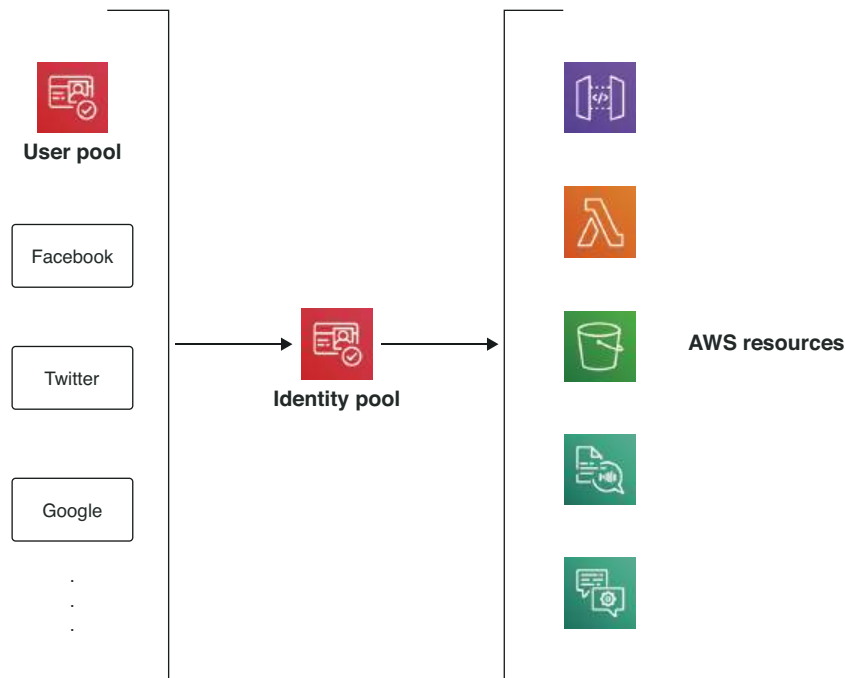 User pool
Facebook
Twitter
Google
.
.
.
Identity pool
</>
AWS resources